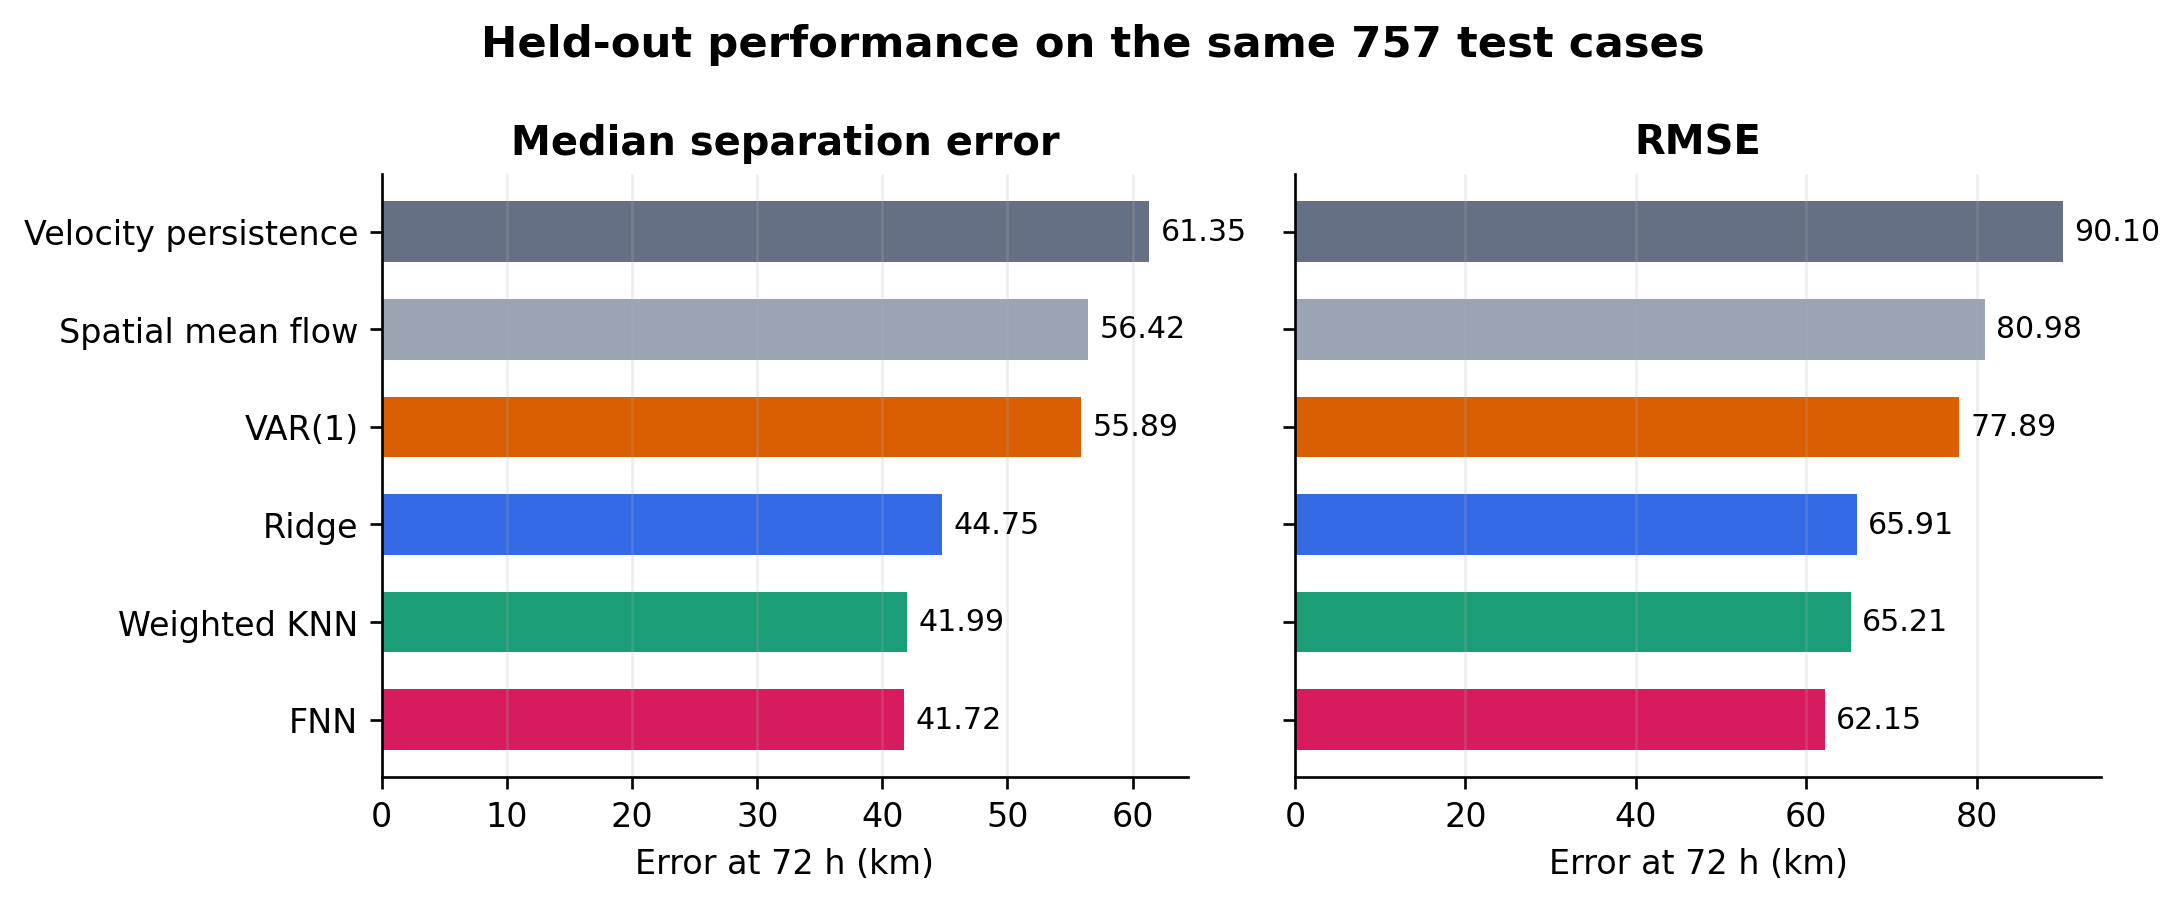 Held-out performance on the same 757 test cases
Median separation error
Velocity persistence 61.35
Spatial mean flow 56.42
VAR(1) 55.89
Ridge 44.75
Weighted KNN 41.99
FNN 41.72
0 10 20 30 40 50 60
Error at 72 h (km)
RMSE
90.10
80.98
77.89
65.91
65.21
62.15
0 20 40 60 80
Error at 72 h (km)